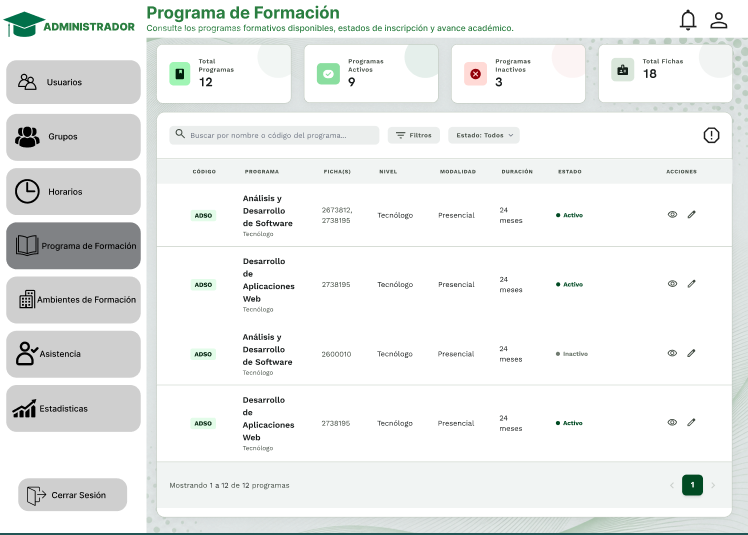 ADMINISTRADOR
Programa de Formación
Consulte los programas formativos disponibles, estados de inscripción y avance académico.
Usuarios
Grupos
Horarios
Programa de Formación
Ambientes de Formación
Asistencia
Estadisticas
Cerrar Sesión
Total
Programas
12
Programas
Activos
9
Programas
Inactivos
3
Total Fichas
18
Buscar por nombre o código del programa...
Filtros
Estado: Todos
CÓDIGO PROGRAMA FICHA(S) NIVEL MODALIDAD DURACIÓN ESTADO ACCIONES
ADSO
Análisis y
Desarrollo
de Software
Tecnólogo
2673812,
2738195
Tecnólogo
Presencial
24
meses
Activo
ADSO
Desarrollo
de
Aplicaciones
Web
Tecnólogo
2738195
Tecnólogo
Presencial
24
meses
Activo
ADSO
Análisis y
Desarrollo
de Software
Tecnólogo
2600010
Tecnólogo
Presencial
24
meses
Inactivo
ADSO
Desarrollo
de
Aplicaciones
Web
Tecnólogo
2738195
Tecnólogo
Presencial
24
meses
Activo
Mostrando 1 a 12 de 12 programas
1